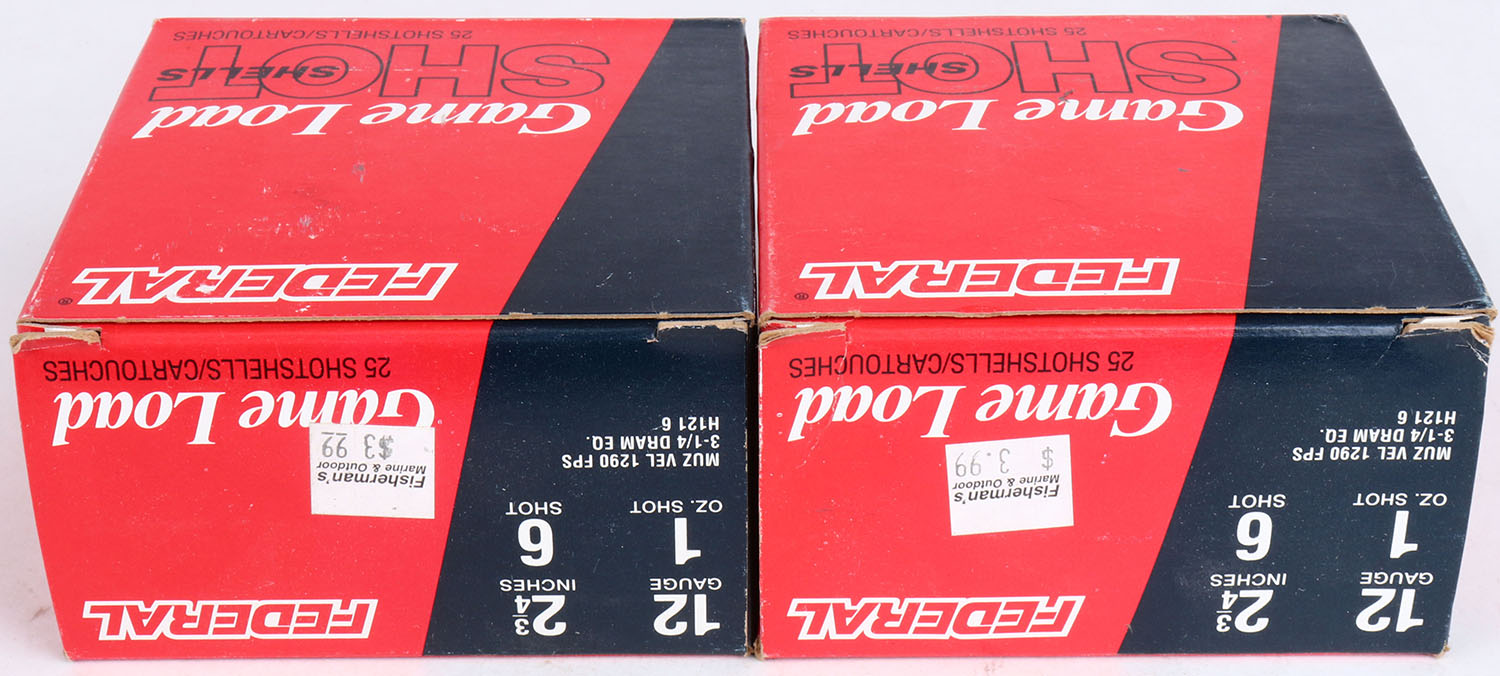 FEDERAL®
Game Load
SHOT
SHELLS
25 SHOTSHELLS/CARTOUCHES
FEDERAL
12
GAUGE
2 3/4
INCHES
1
OZ. SHOT
6
SHOT
MUZ VEL 1290 FPS
3-1/4 DRAM EQ.
H121 6
Fisherman's
Marine & Outdoor
$3.99
Game Load
25 SHOTSHELLS/CARTOUCHES
FEDERAL®
Game Load
SHOT
SHELLS
25 SHOTSHELLS/CARTOUCHES
FEDERAL
12
GAUGE
2 3/4
INCHES
1
OZ. SHOT
6
SHOT
MUZ VEL 1290 FPS
3-1/4 DRAM EQ.
H121 6
Fisherman's
Marine & Outdoor
$ 3.99
Game Load
25 SHOTSHELLS/CARTOUCHES